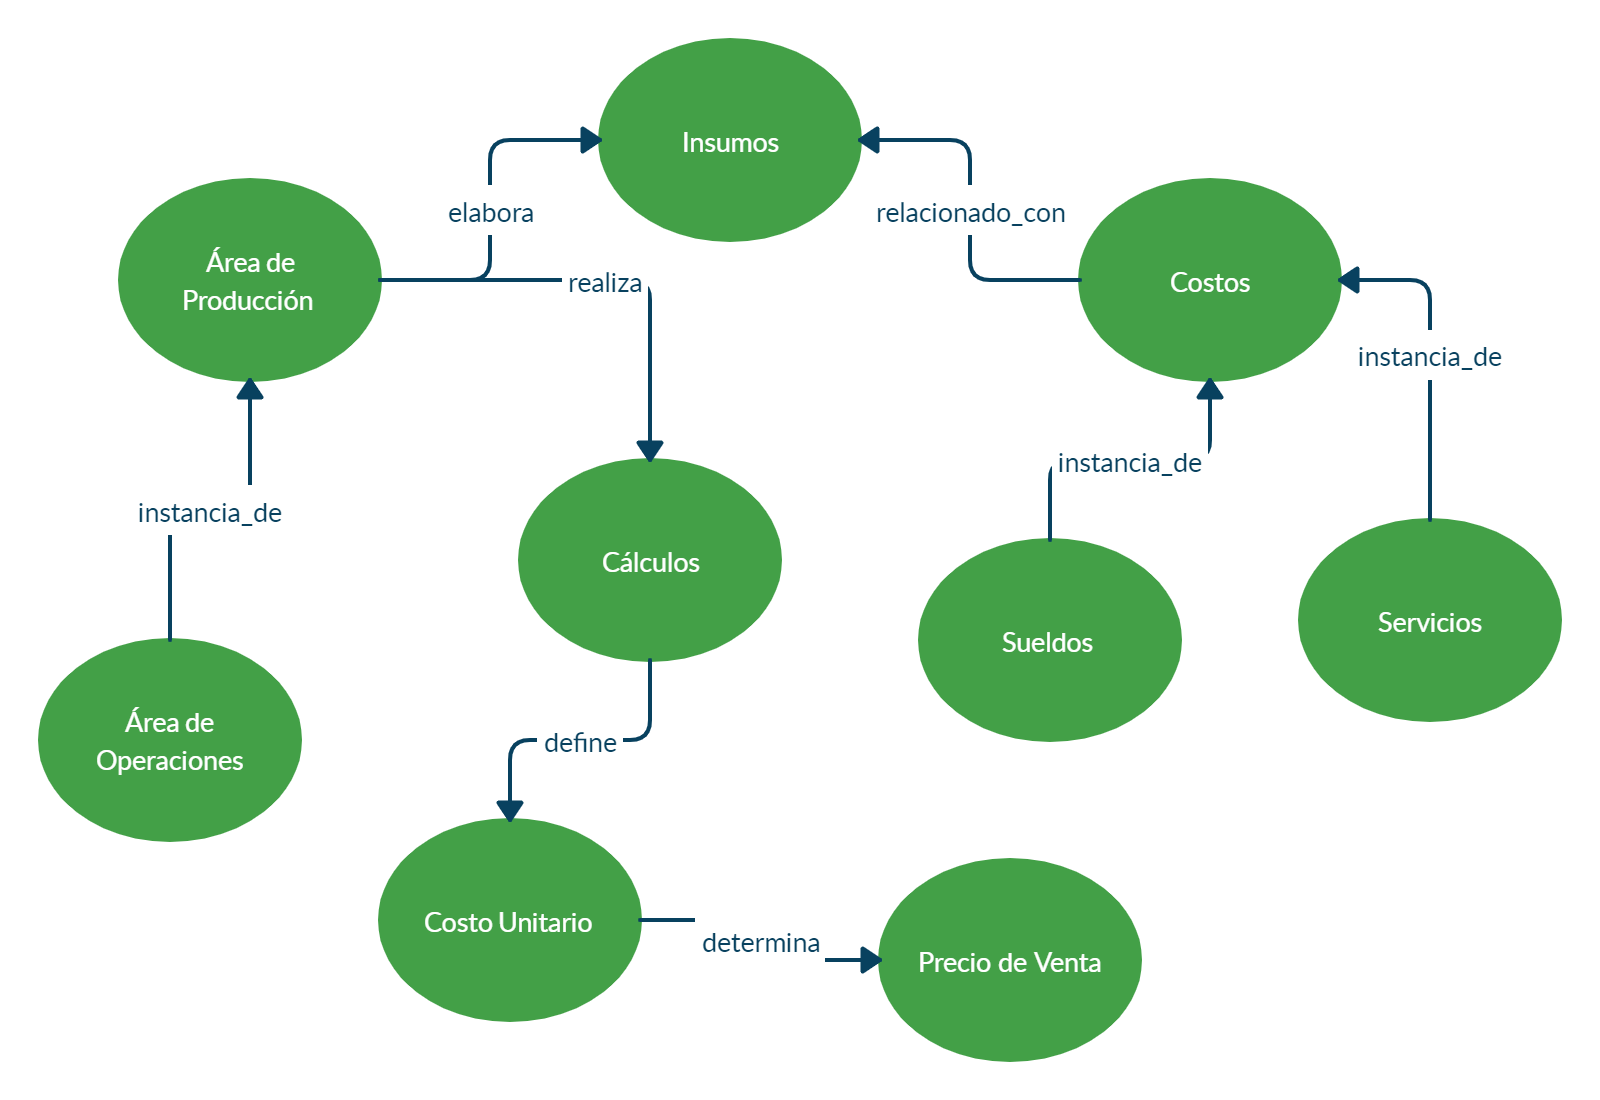 Insumos
elabora
relacionado_con
Área de
Producción
realiza
Costos
instancia_de
instancia_de
instancia_de
Cálculos
Sueldos
Servicios
Área de
Operaciones
define
Costo Unitario
determina
Precio de Venta